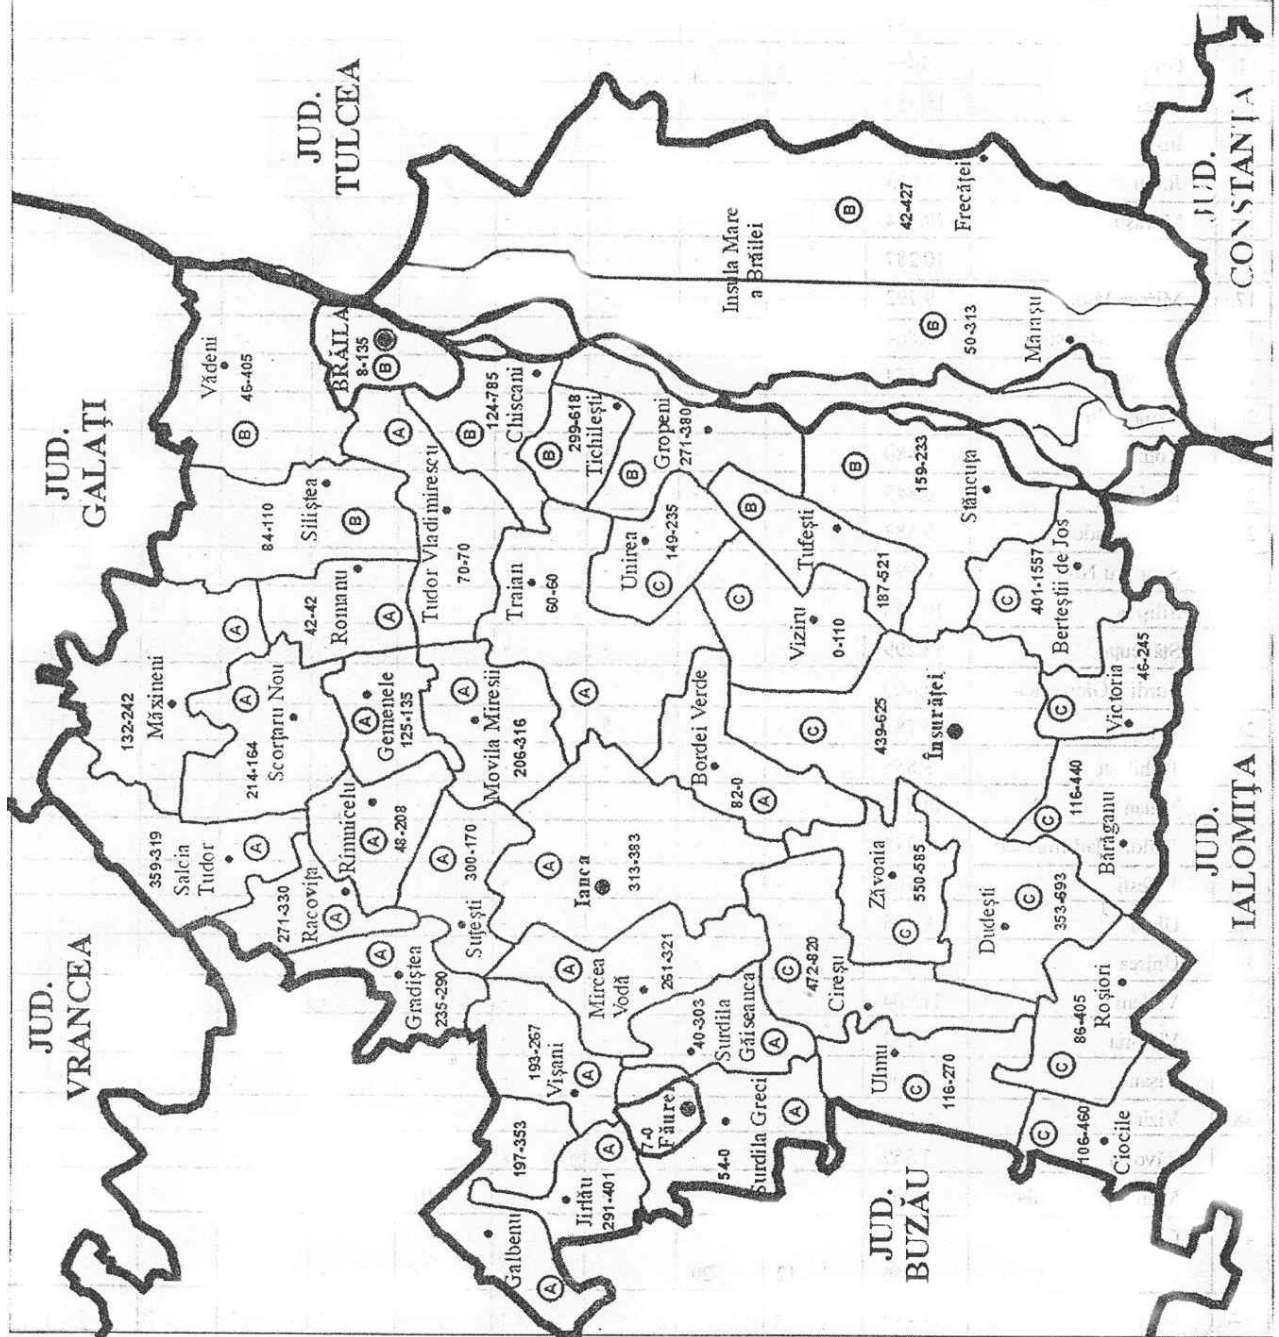 JUD.
VRANCEA
JUD.
GALAȚI
JUD.
TULCEA
JUD.
BUZĂU
JUD.
IALOMIȚA
JUD.
CONSTANȚA
132-242
Măxineni
A
359-319
Salcia
Tudor
A
214-164
Scorțaru Nou
A
84-110
Siliștea
B
Vădeni
46-405
B
BRĂILA
8-135
B
271-330
Racovița
A
Rîmnicelu
48-208
A
Gemenele
125-135
A
42-42
Romanu
A
Tudor Vladimirescu
70-70
A
124-785
Chiscani
B
Gradiștea
235-290
A
Suțești
300-170
A
Movila Miresii
206-316
A
Traian
60-60
A
299-618
Tichilești
B
Gropeni
271-380
B
Galbenu
197-353
A
Jirlău
291-401
A
193-267
Vișani
A
Mircea
Vodă
261-321
A
Ianca
313-383
A
Unirea
149-235
C
7-0
Făurei
54-0
Surdila Greci
A
40-303
Surdila
Găiseanca
A
Bordei Verde
82-0
A
Viziru
0-110
C
Tufești
187-521
B
Insula Mare
a Brăilei
42-427
Frecăței
B
50-313
Mărașu
B
472-820
Cireșu
C
Ulmu
116-270
C
Zăvoaia
550-585
C
439-625
Însurăței
C
159-233
Stăncuța
B
Dudești
353-693
C
401-1557
Berteștii de Jos
C
Victoria
46-245
C
116-440
Bărăganu
C
86-405
Roșiori
C
106-460
Ciocile
C